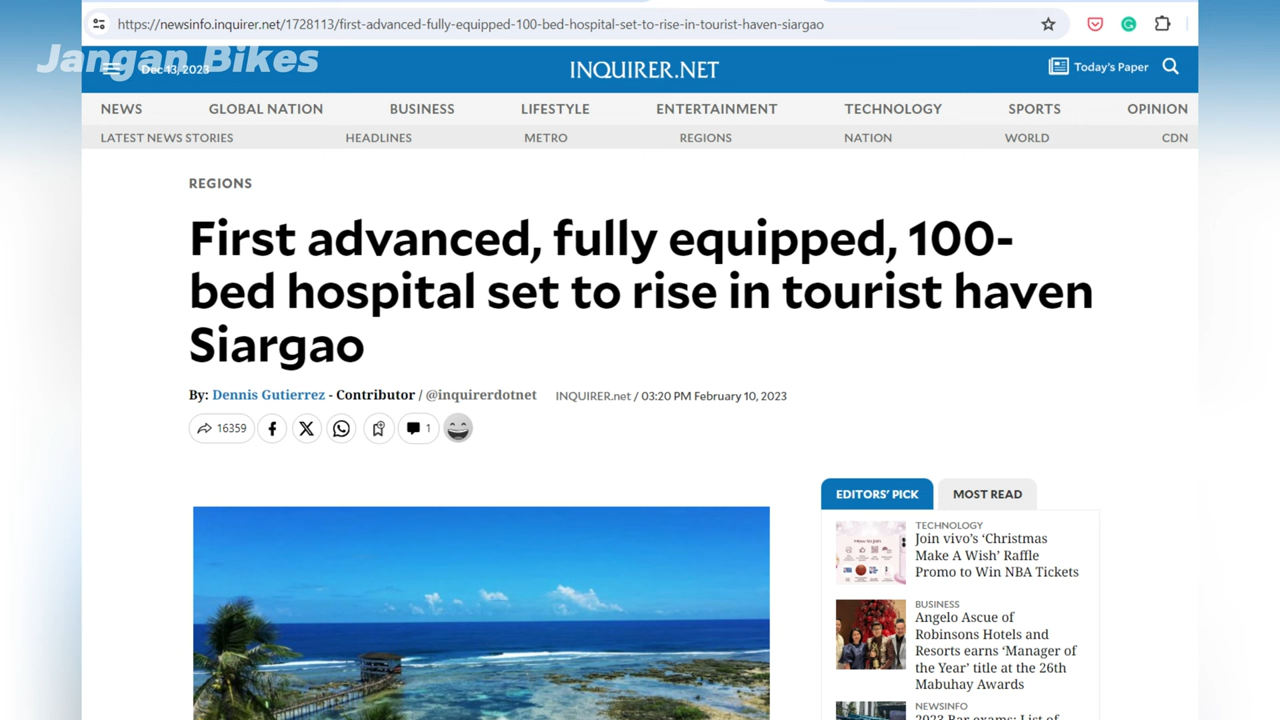 https://newsinfo.inquirer.net/1728113/first-advanced-fully-equipped-100-bed-hospital-set-to-rise-in-tourist-haven-siargao
Jangan Bikes
Dec 13, 2023
INQUIRER.NET
Today's Paper
NEWS GLOBAL NATION BUSINESS LIFESTYLE ENTERTAINMENT TECHNOLOGY SPORTS OPINION
LATEST NEWS STORIES HEADLINES METRO REGIONS NATION WORLD CDN
REGIONS
First advanced, fully equipped, 100-
bed hospital set to rise in tourist haven
Siargao
By: Dennis Gutierrez - Contributor / @inquirerdotnet INQUIRER.net / 03:20 PM February 10, 2023
16359 1
EDITORS' PICK MOST READ
TECHNOLOGY
Join vivo's ‘Christmas
Make A Wish’ Raffle
Promo to Win NBA Tickets
BUSINESS
Angelo Ascue of
Robinsons Hotels and
Resorts earns ‘Manager of
the Year’ title at the 26th
Mabuhay Awards
NEWSINFO
2023 Bar exams: List of